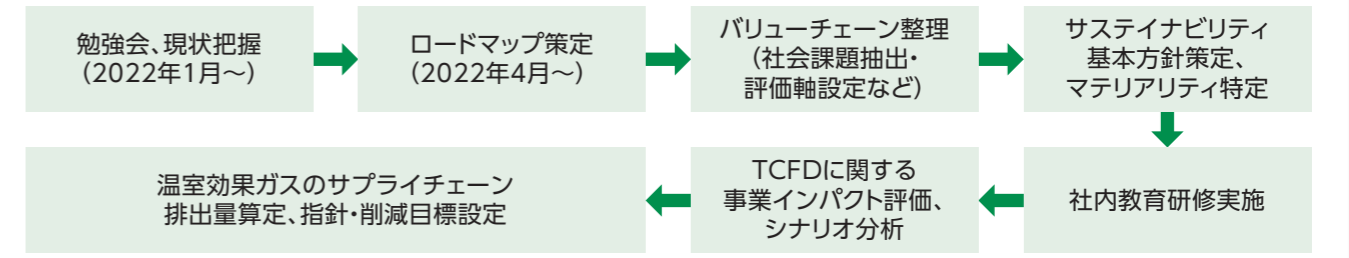 勉強会、現状把握
（2022年1月～）
ロードマップ策定
（2022年4月～）
バリューチェーン整理
（社会課題抽出・
評価軸設定など）
サステイナビリティ
基本方針策定、
マテリアリティ特定
社内教育研修実施
TCFDに関する
事業インパクト評価、
シナリオ分析
温室効果ガスのサプライチェーン
排出量算定、指針・削減目標設定